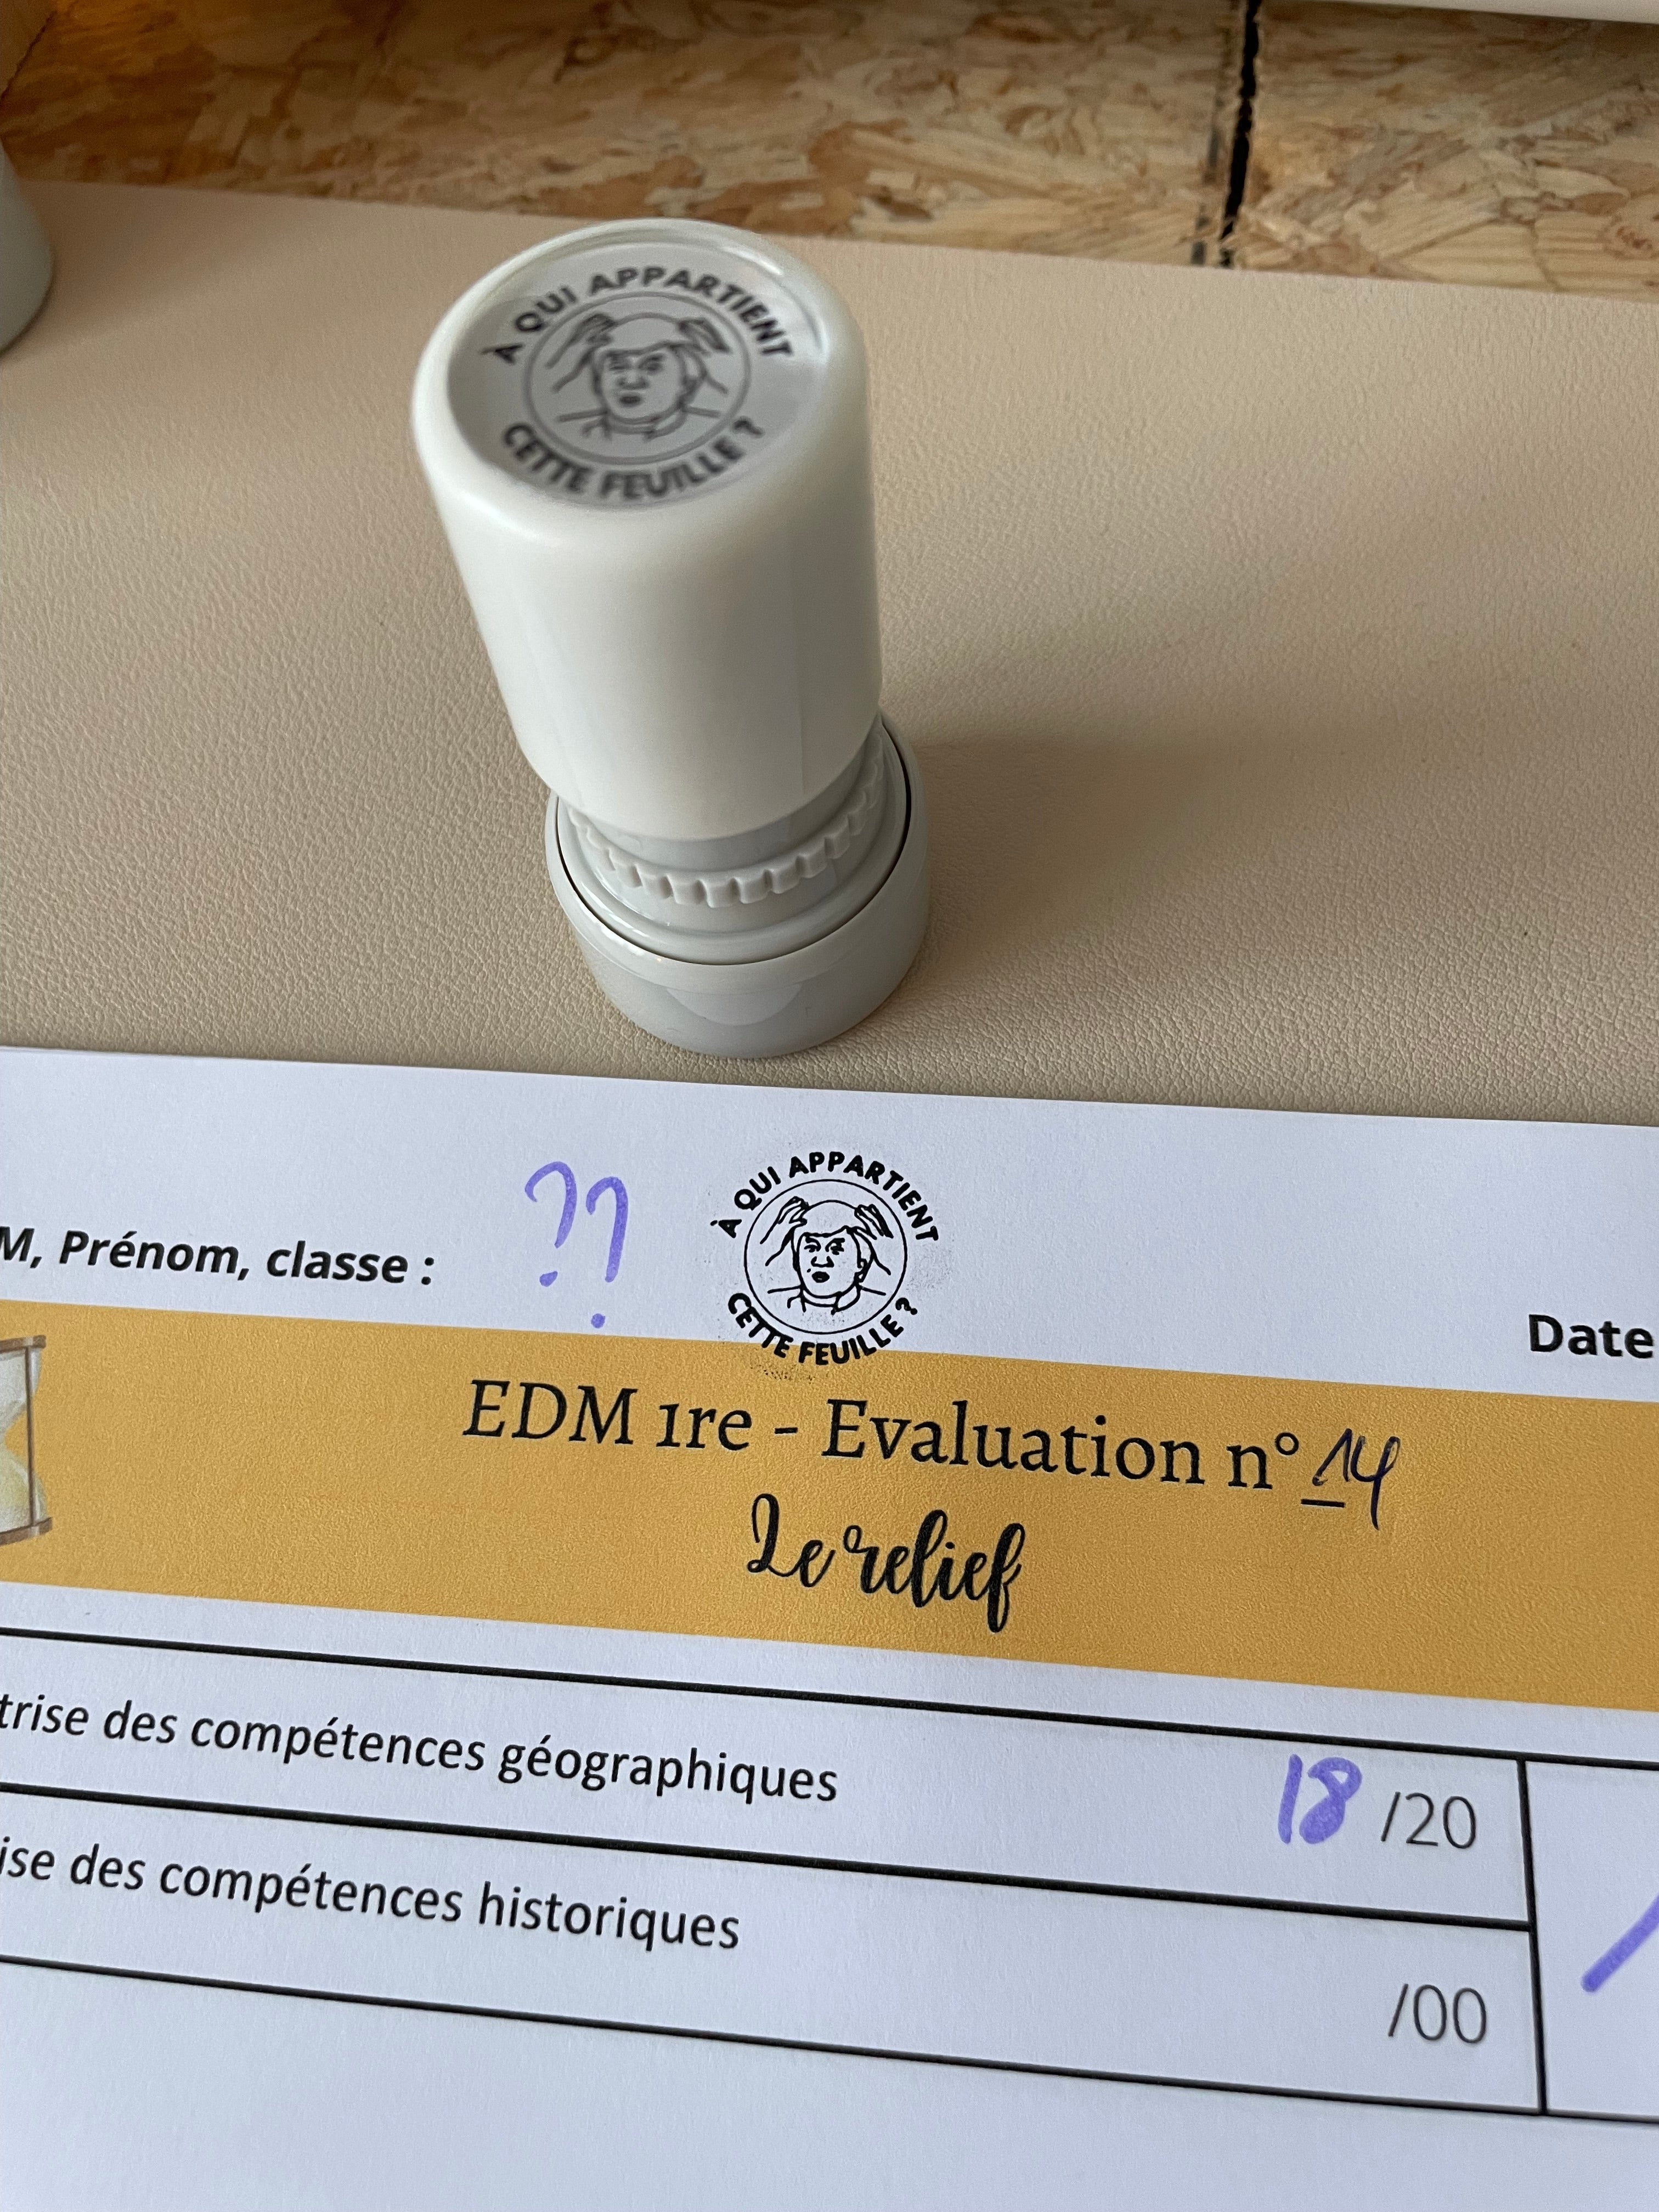 À QUI APPARTIENT
CETTE FEUILLE ?
M, Prénom, classe : ??
À QUI APPARTIENT
CETTE FEUILLE ?
Date
EDM 1re - Evaluation n° 14
Le relief
trise des compétences géographiques 18 /20
ise des compétences historiques /00